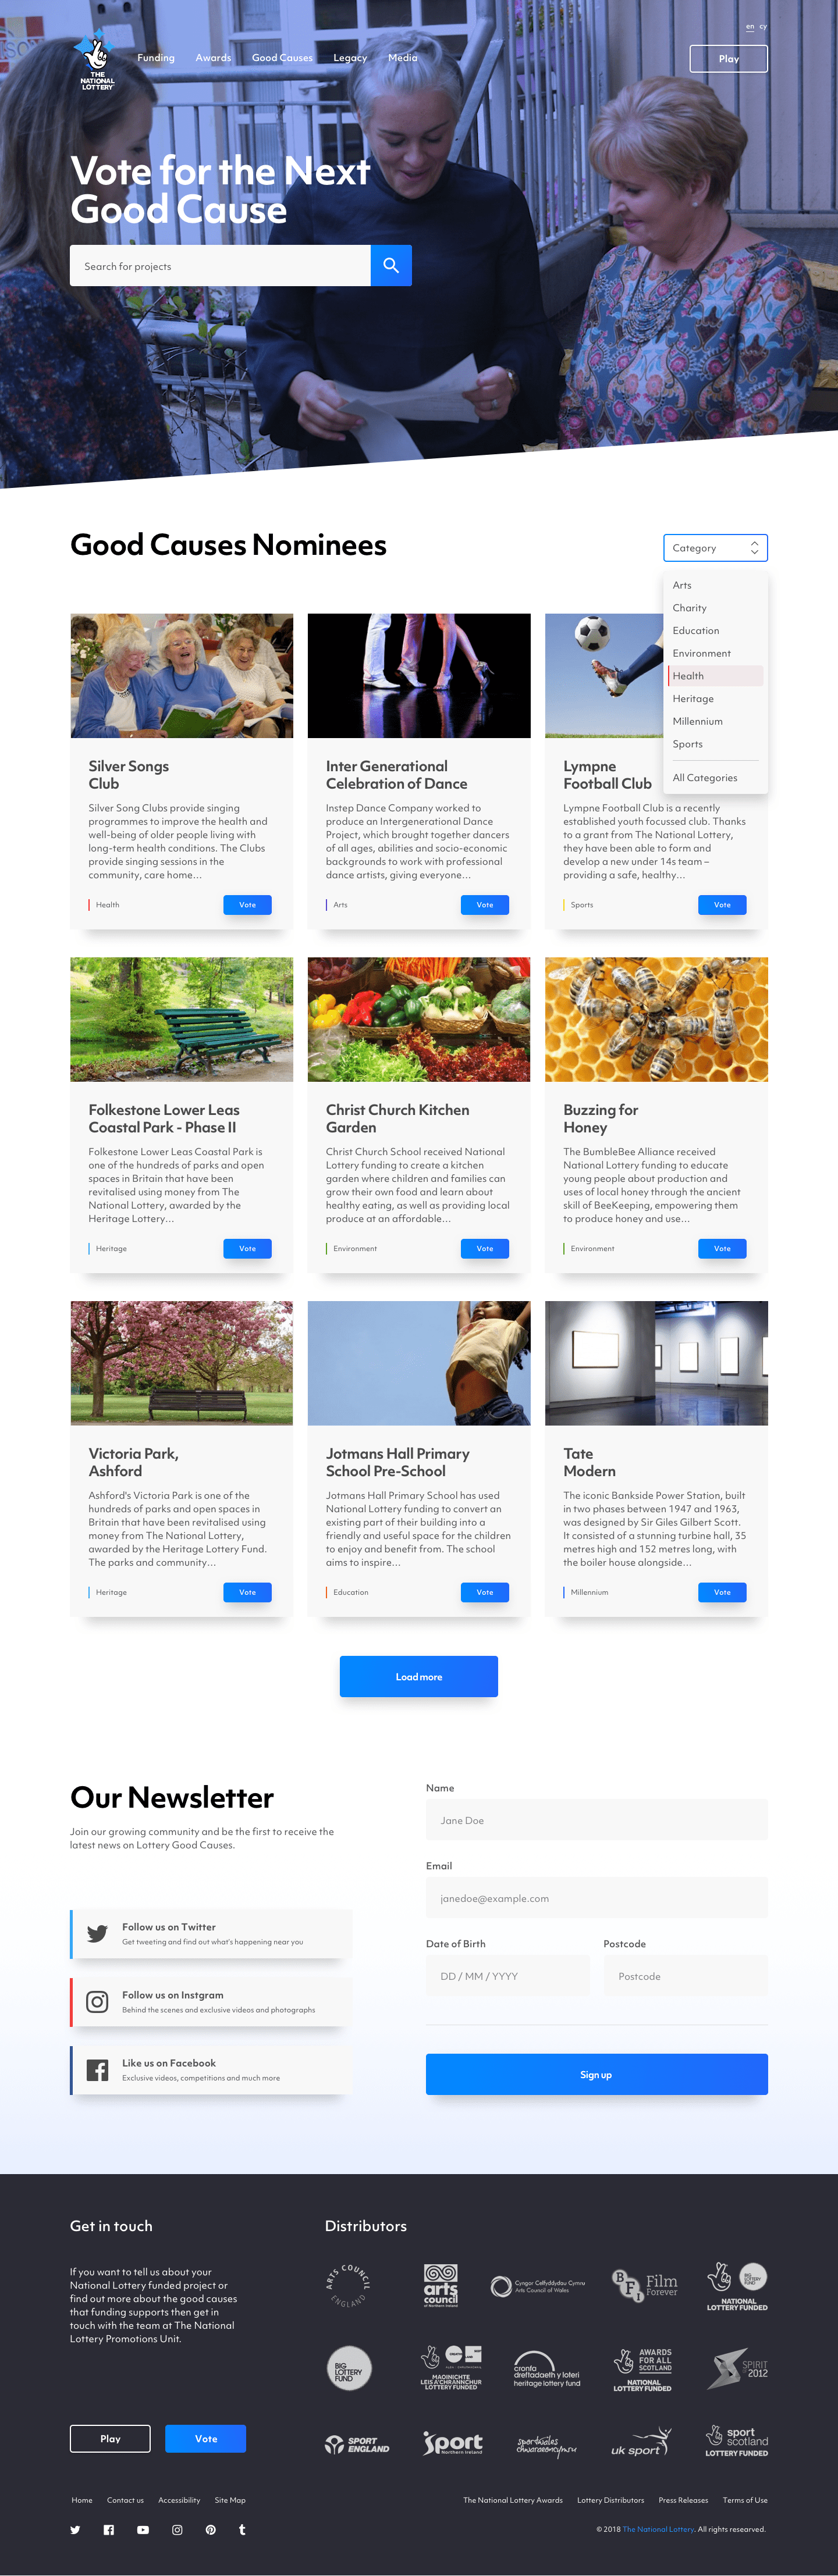 en cy
THE
NATIONAL
LOTTERY
Funding Awards Good Causes Legacy Media
Play
Vote for the Next
Good Cause
Search for projects
Good Causes Nominees
Category
Arts
Charity
Education
Environment
Health
Heritage
Millennium
Sports
All Categories
Silver Songs
Club
Silver Song Clubs provide singing
programmes to improve the health and
well-being of older people living with
long-term health conditions. The Clubs
provide singing sessions in the
community, care home...
Health
Vote
Inter Generational
Celebration of Dance
Instep Dance Company worked to
produce an Intergenerational Dance
Project, which brought together dancers
of all ages, abilities and socio-economic
backgrounds to work with professional
dance artists, giving everyone...
Arts
Vote
Lympne
Football Club
Lympne Football Club is a recently
established youth focussed club. Thanks
to a grant from The National Lottery,
they have been able to form and
develop a new under 14s team –
providing a safe, healthy...
Sports
Vote
Folkestone Lower Leas
Coastal Park - Phase II
Folkestone Lower Leas Coastal Park is
one of the hundreds of parks and open
spaces in Britain that have been
revitalised using money from The
National Lottery, awarded by the
Heritage Lottery...
Heritage
Vote
Christ Church Kitchen
Garden
Christ Church School received National
Lottery funding to create a kitchen
garden where children and families can
grow their own food and learn about
healthy eating, as well as providing local
produce at an affordable...
Environment
Vote
Buzzing for
Honey
The BumbleBee Alliance received
National Lottery funding to educate
young people about production and
uses of local honey through the ancient
skill of BeeKeeping, empowering them
to produce honey and use...
Environment
Vote
Victoria Park,
Ashford
Ashford's Victoria Park is one of the
hundreds of parks and open spaces in
Britain that have been revitalised using
money from The National Lottery,
awarded by the Heritage Lottery Fund.
The parks and community...
Heritage
Vote
Jotmans Hall Primary
School Pre-School
Jotmans Hall Primary School has used
National Lottery funding to convert an
existing part of their building into a
friendly and useful space for the children
to enjoy and benefit from. The school
aims to inspire...
Education
Vote
Tate
Modern
The iconic Bankside Power Station, built
in two phases between 1947 and 1963,
was designed by Sir Giles Gilbert Scott.
It consisted of a stunning turbine hall, 35
metres high and 152 metres long, with
the boiler house alongside...
Millennium
Vote
Load more
Our Newsletter
Join our growing community and be the first to receive the
latest news on Lottery Good Causes.
Follow us on Twitter
Get tweeting and find out what's happening near you
Follow us on Instgram
Behind the scenes and exclusive videos and photographs
Like us on Facebook
Exclusive videos, competitions and much more
Name
Jane Doe
Email
janedoe@example.com
Date of Birth
DD / MM / YYYY
Postcode
Postcode
Sign up
Get in touch
If you want to tell us about your
National Lottery funded project or
find out more about the good causes
that funding supports then get in
touch with the team at The National
Lottery Promotions Unit.
Play
Vote
Distributors
ARTS COUNCIL
ENGLAND
arts
council
of Northern Ireland
Cyngor Celfyddydau Cymru
Arts Council of Wales
BFI Film
Forever
BIG
LOTTERY
FUND
NATIONAL
LOTTERY FUNDED
BIG
LOTTERY
FUND
MAOINICHTE
LEIS A'CHRANNCHUR
LOTTERY FUNDED
cronfa
dreftadaeth y loteri
heritage lottery fund
AWARDS
FOR ALL
SCOTLAND
NATIONAL
LOTTERY FUNDED
SPIRIT
OF 2012
SPORT
ENGLAND
Sport
Northern Ireland
sportwales
chwaraeoncymru
uk sport
sport
scotland
LOTTERY FUNDED
Home Contact us Accessibility Site Map
The National Lottery Awards Lottery Distributors Press Releases Terms of Use
© 2018 The National Lottery. All rights researved.